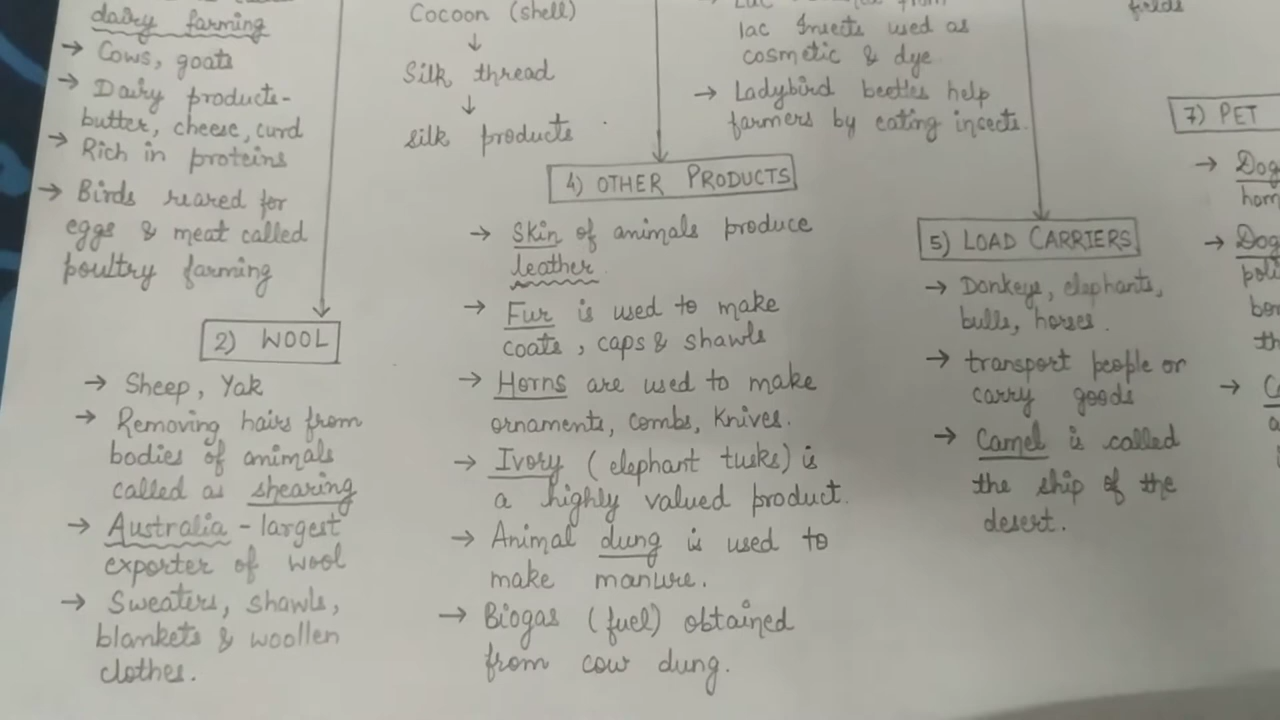 dairy farming
→ Cows, goats
→ Dairy products-
butter, cheese, curd
→ Rich in proteins
→ Birds reared for
eggs & meat called
poultry farming
2) WOOL
→ Sheep, Yak
→ Removing hairs from
bodies of animals
called as shearing
→ Australia - largest
exporter of wool
→ Sweaters, shawls,
blankets & woollen
clothes.
Cocoon (shell)
↓
Silk thread
↓
silk products
lac Insects used as
cosmetic & dye
→ Ladybird beetles help
farmers by eating insects.
4) OTHER PRODUCTS
→ Skin of animals produce
leather
→ Fur is used to make
coats, caps & shawls
→ Horns are used to make
ornaments, combs, knives.
→ Ivory (elephant tusks) is
a highly valued product.
→ Animal dung is used to
make manure.
→ Biogas (fuel) obtained
from cow dung.
5) LOAD CARRIERS
→ Donkeys, elephants,
bulls, horses.
→ transport people or
carry goods
→ Camel is called
the ship of the
desert.
fields
7) PET
→ Dog
→ Dog